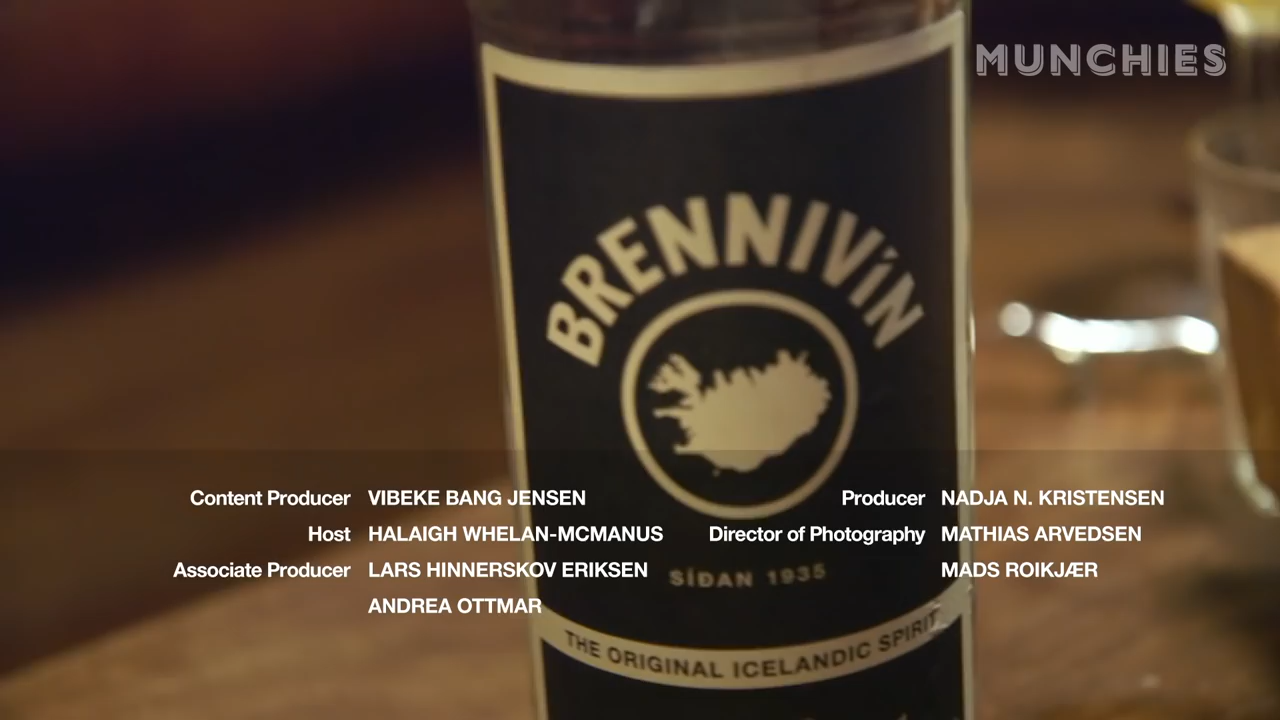 MUNCHIES
BRENNIVÍN
Content Producer VIBEKE BANG JENSEN
Host HALAIGH WHELAN-MCMANUS
Associate Producer LARS HINNERSKOV ERIKSEN
ANDREA OTTMAR
Producer NADJA N. KRISTENSEN
Director of Photography MATHIAS ARVEDSEN
MADS ROIKJÆR
SÍÐAN 1935
THE ORIGINAL ICELANDIC SPIRIT